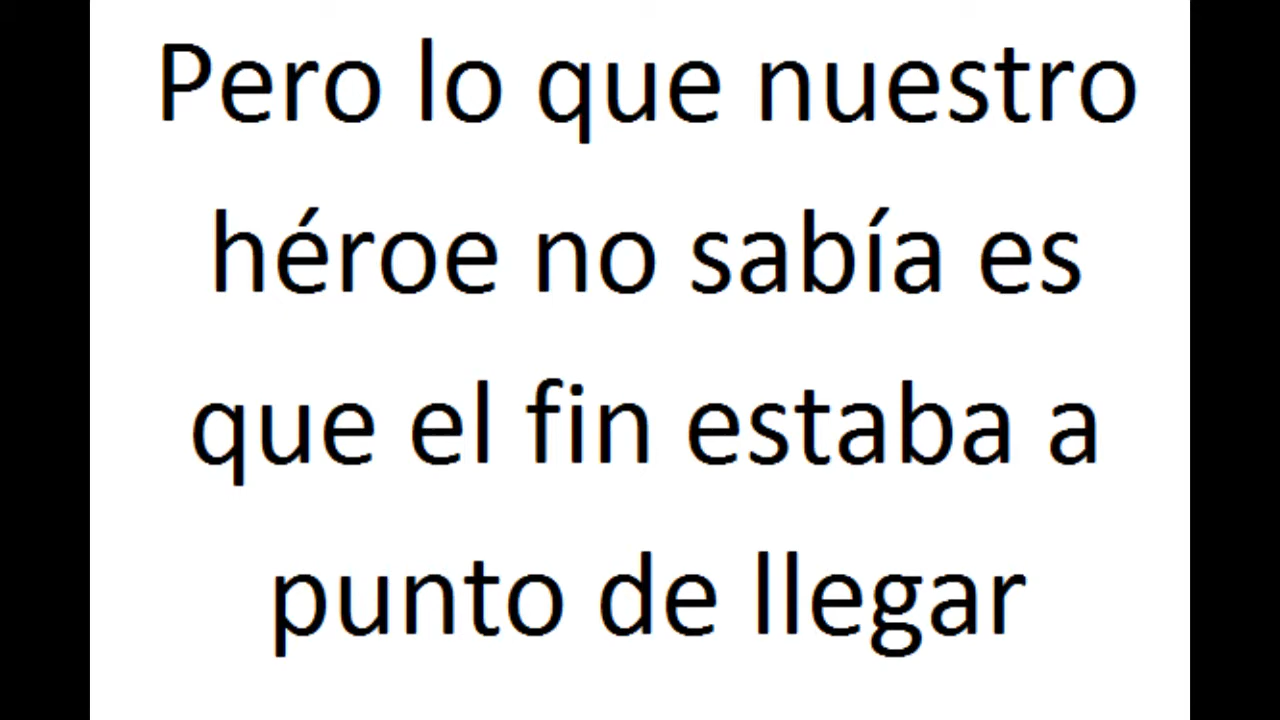 Pero lo que nuestro
héroe no sabía es
que el fin estaba a
punto de llegar